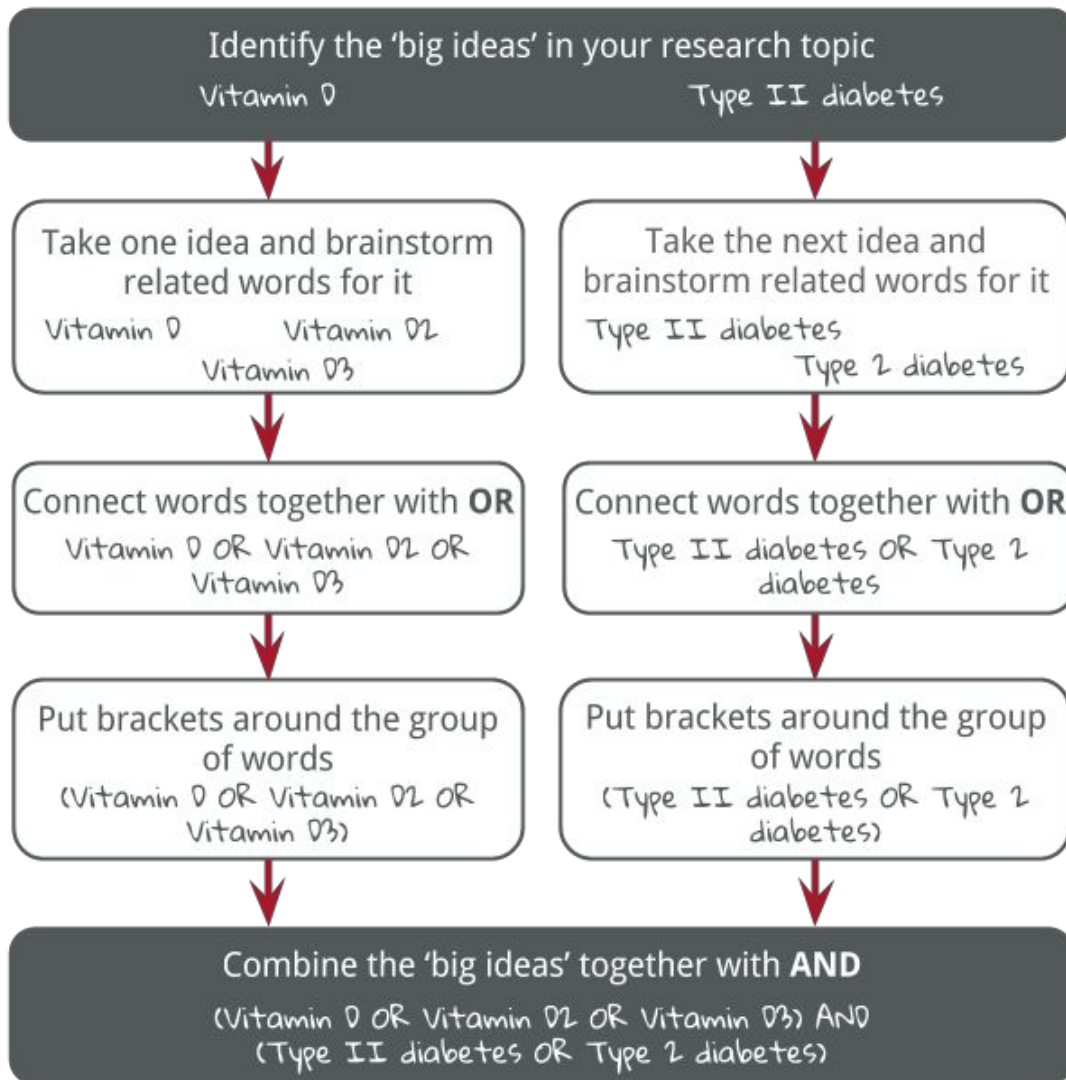 Identify the ‘big ideas’ in your research topic
Vitamin D
Type II diabetes
Take one idea and brainstorm
related words for it
Vitamin D
Vitamin D2
Vitamin D3
Take the next idea and
brainstorm related words for it
Type II diabetes
Type 2 diabetes
Connect words together with OR
Vitamin D OR Vitamin D2 OR
Vitamin D3
Connect words together with OR
Type II diabetes OR Type 2
diabetes
Put brackets around the group
of words
(Vitamin D OR Vitamin D2 OR
Vitamin D3)
Put brackets around the group
of words
(Type II diabetes OR Type 2
diabetes)
Combine the ‘big ideas’ together with AND
(Vitamin D OR Vitamin D2 OR Vitamin D3) AND
(Type II diabetes OR Type 2 diabetes)